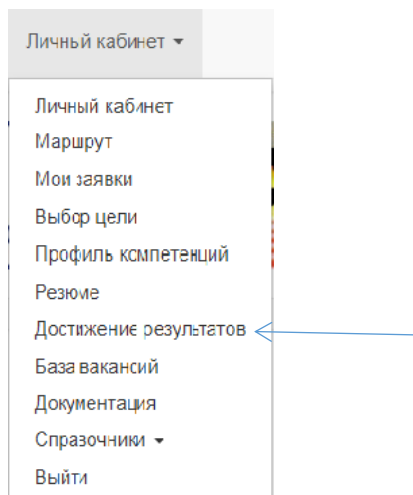 Личный кабинет
Личный кабинет
Маршрут
Мои заявки
Выбор цели
Профиль компетенций
Резюме
Достижение результатов
База вакансий
Документация
Справочники
Выйти